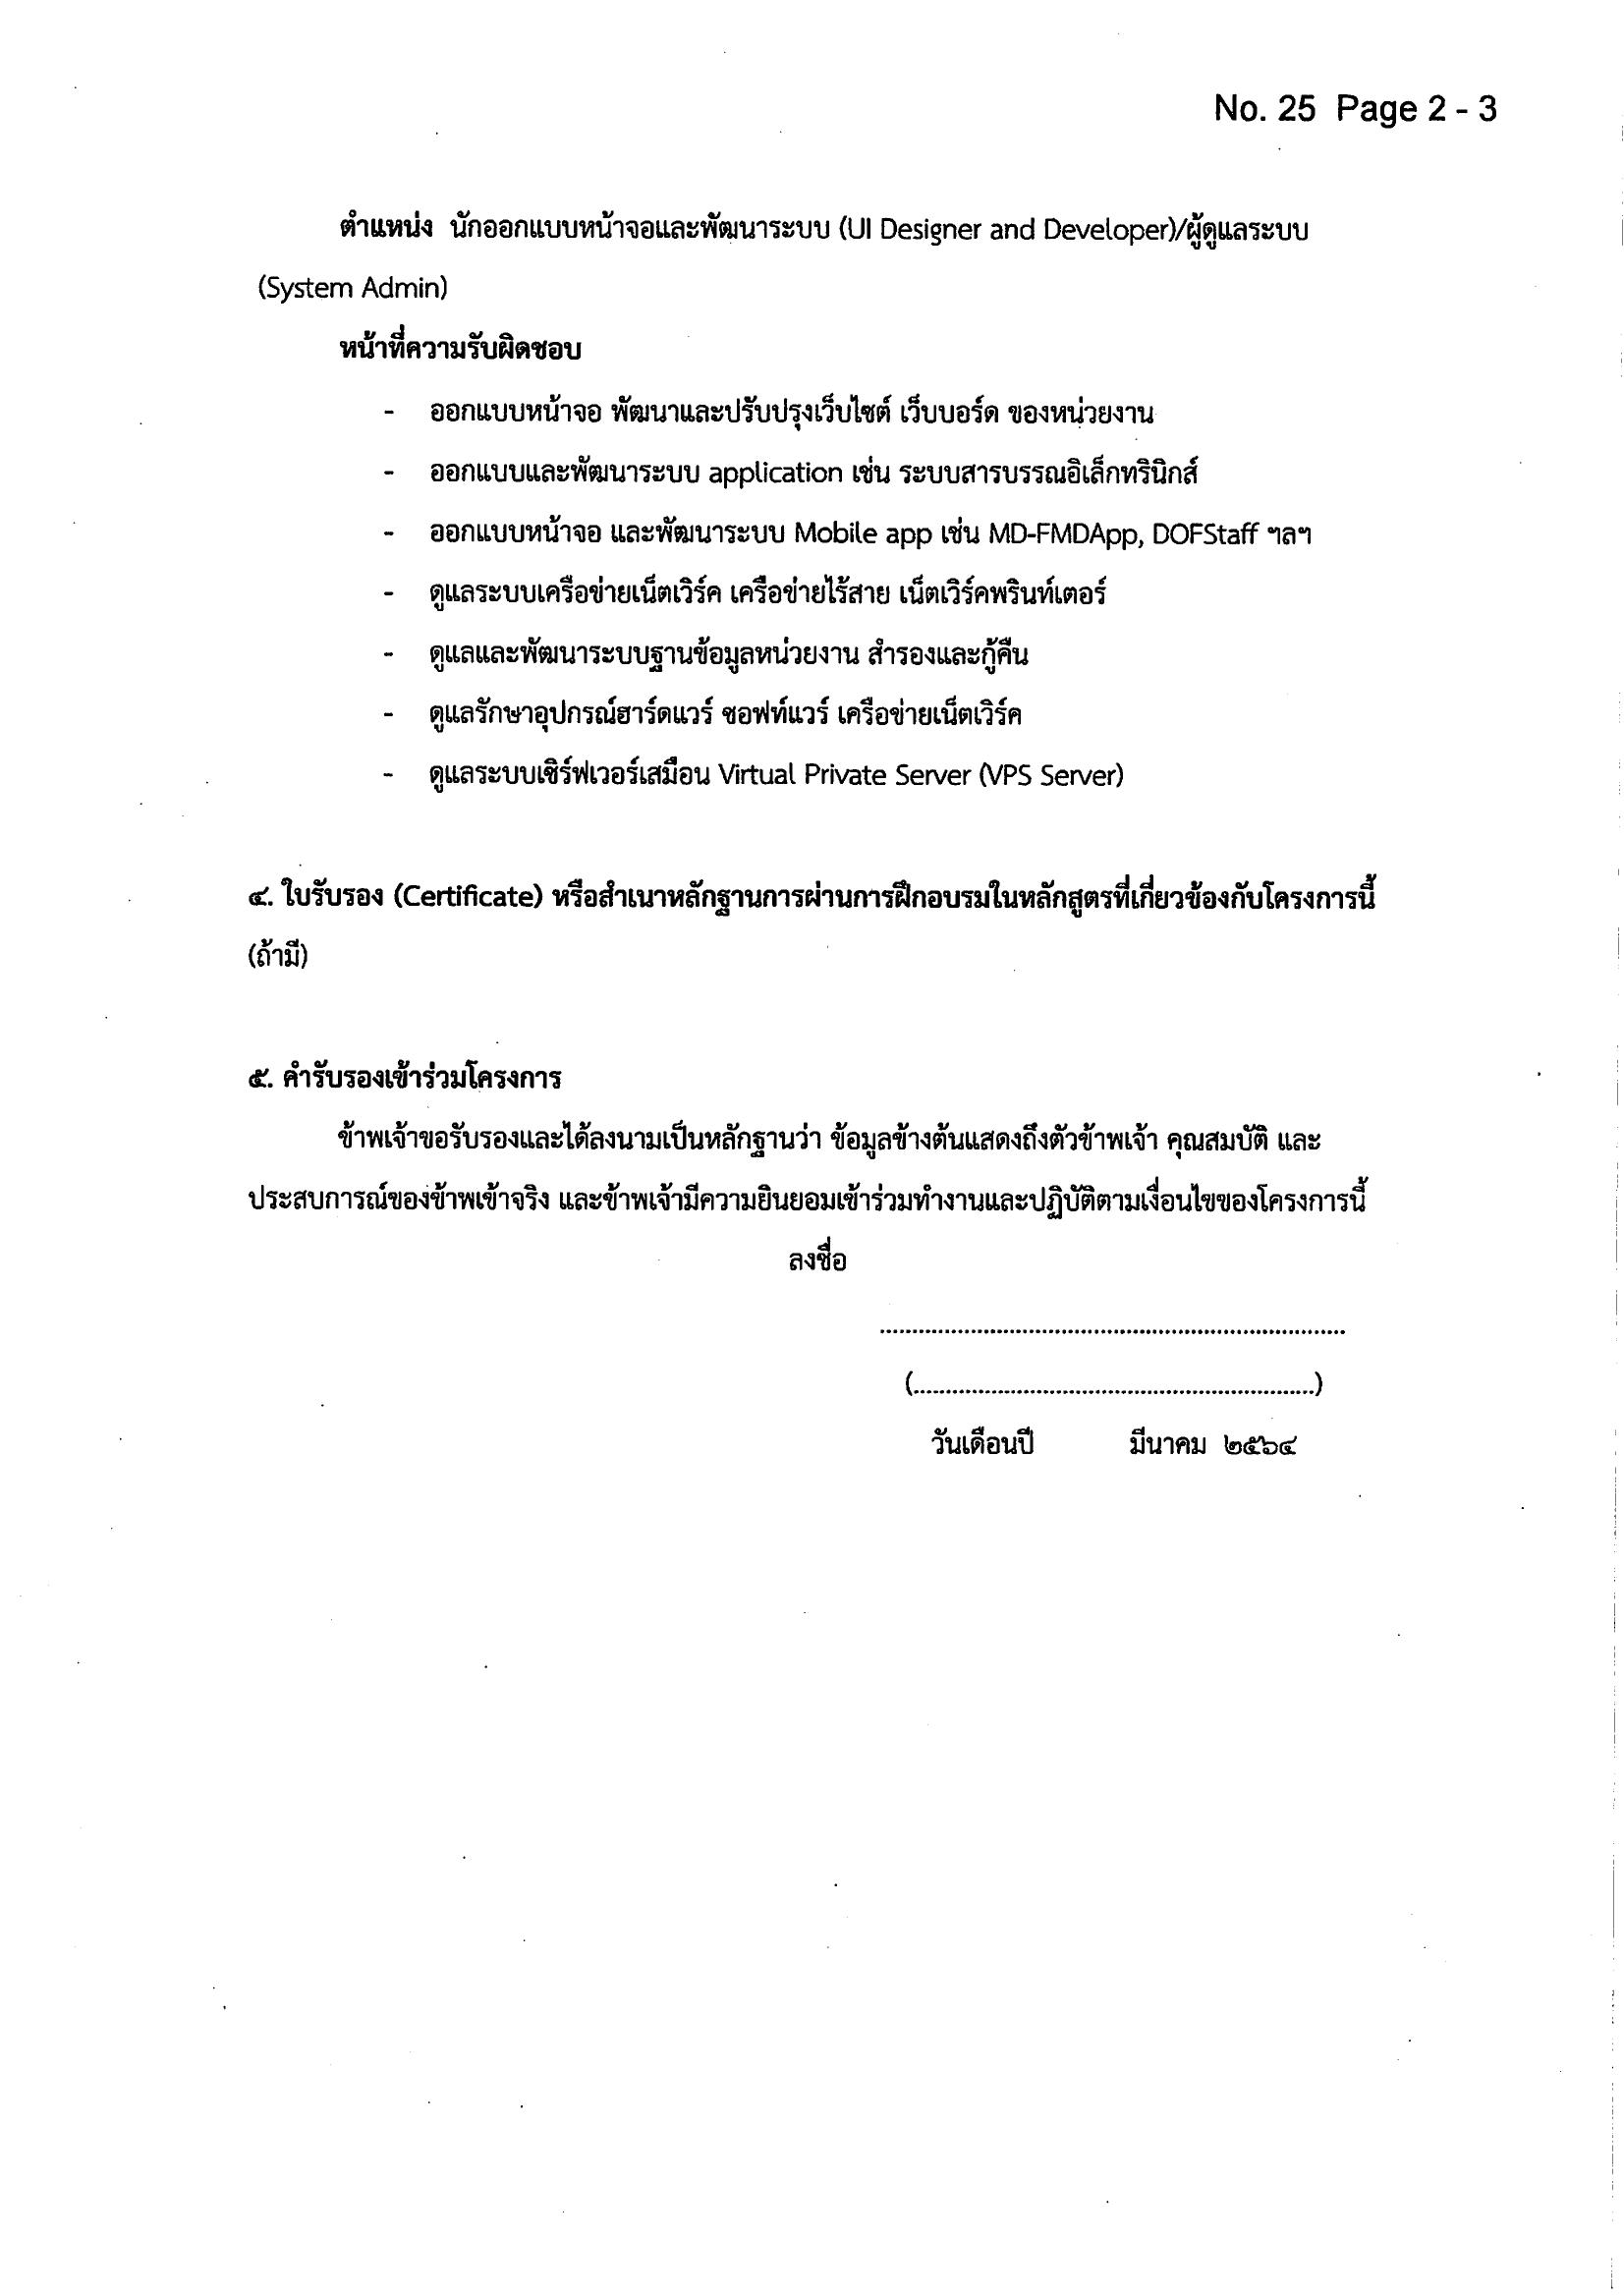 No. 25  Page 2 - 3
ตำแหน่ง  นักออกแบบหน้าจอและพัฒนาระบบ (UI Designer and Developer)/ผู้ดูแลระบบ
(System Admin)
หน้าที่ความรับผิดชอบ
- ออกแบบหน้าจอ พัฒนาและปรับปรุงเว็บไซต์ เว็บบอร์ด ของหน่วยงาน
- ออกแบบและพัฒนาระบบ application เช่น ระบบสารบรรณอิเล็กทรินิกส์
- ออกแบบหน้าจอ และพัฒนาระบบ Mobile app เช่น MD-FMDApp, DOFStaff ฯลฯ
- ดูแลระบบเครือข่ายเน็ตเวิร์ค เครือข่ายไร้สาย เน็ตเวิร์คพรินท์เตอร์
- ดูแลและพัฒนาระบบฐานข้อมูลหน่วยงาน สำรองและกู้คืน
- ดูแลรักษาอุปกรณ์ฮาร์ดแวร์ ซอฟท์แวร์ เครือข่ายเน็ตเวิร์ค
- ดูแลระบบเซิร์ฟเวอร์เสมือน Virtual Private Server (VPS Server)
๔. ใบรับรอง (Certificate) หรือสำเนาหลักฐานการผ่านการฝึกอบรมในหลักสูตรที่เกี่ยวข้องกับโครงการนี้
(ถ้ามี)
๕. คำรับรองเข้าร่วมโครงการ
ข้าพเจ้าขอรับรองและได้ลงนามเป็นหลักฐานว่า ข้อมูลข้างต้นแสดงถึงตัวข้าพเจ้า คุณสมบัติ และ
ประสบการณ์ของข้าพเข้าจริง และข้าพเจ้ามีความยินยอมเข้าร่วมทำงานและปฏิบัติตามเงื่อนไขของโครงการนี้
ลงชื่อ
........................................................................
(..............................................................)
วันเดือนปี          มีนาคม  ๒๕๖๔